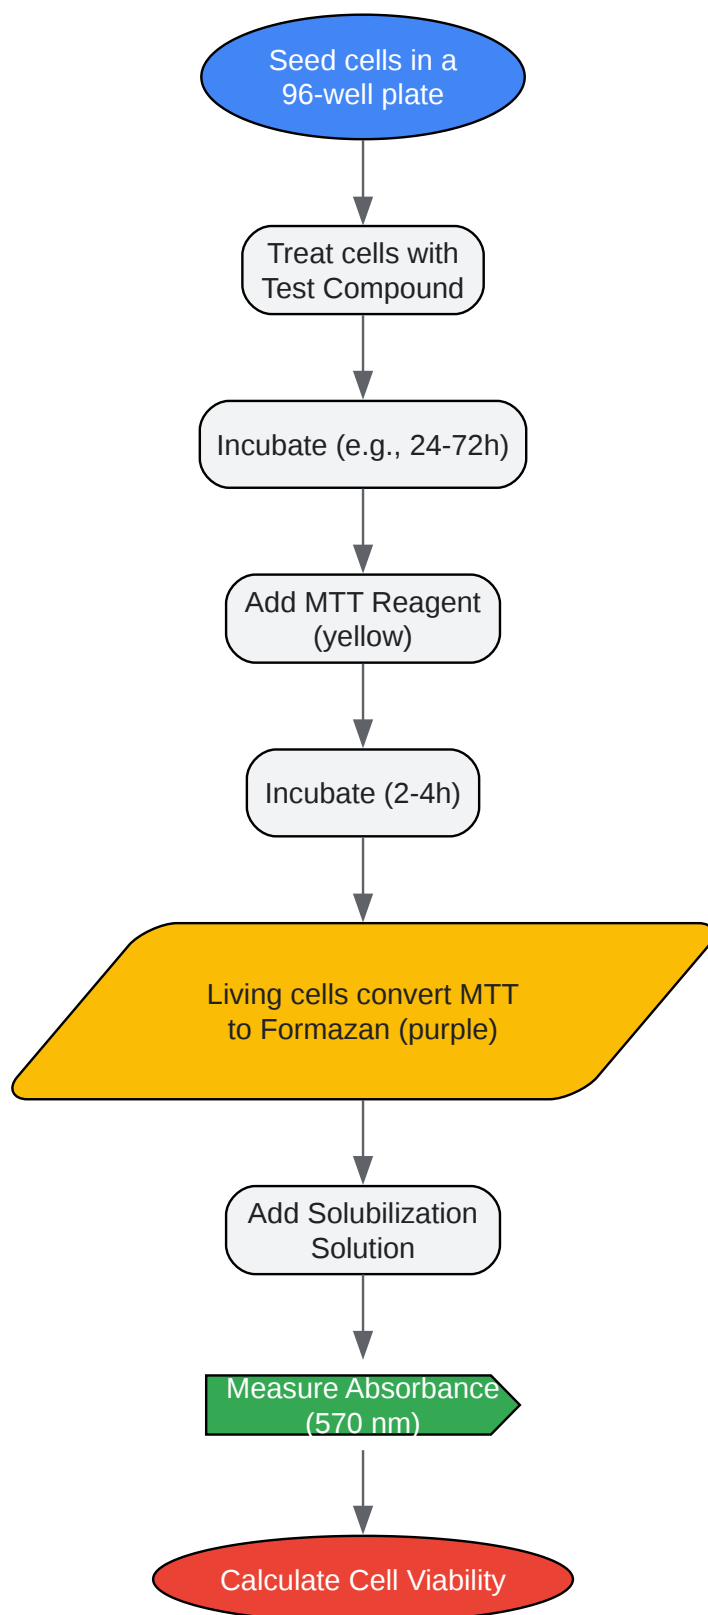 Seed cells in a
96-well plate
Treat cells with
Test Compound
Incubate (e.g., 24-72h)
Add MTT Reagent
(yellow)
Incubate (2-4h)
Living cells convert MTT
to Formazan (purple)
Add Solubilization
Solution
Measure Absorbance
(570 nm)
Calculate Cell Viability